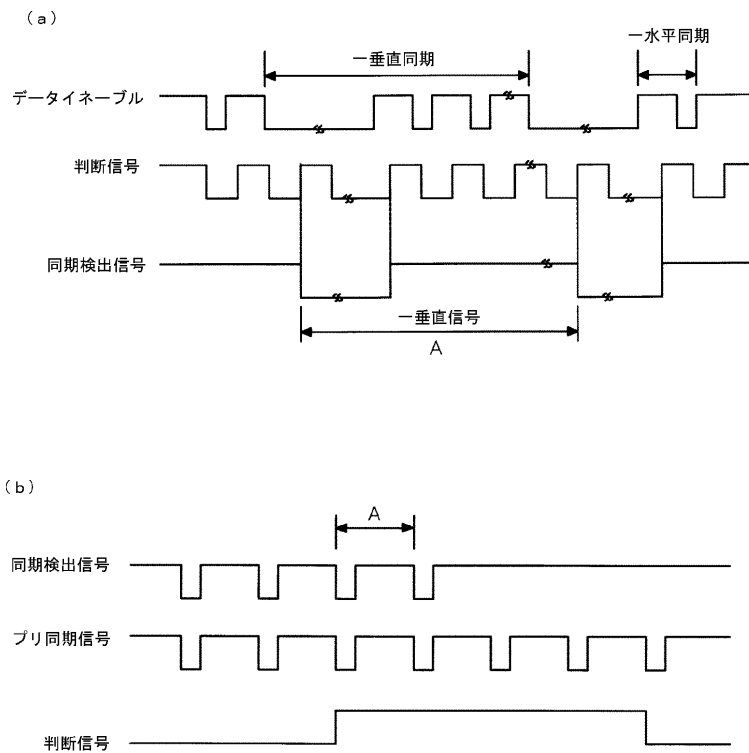 (a)
一垂直同期
一水平同期
データイネーブル
判断信号
同期検出信号
一垂直信号
A
(b)
A
同期検出信号
プリ同期信号
判断信号